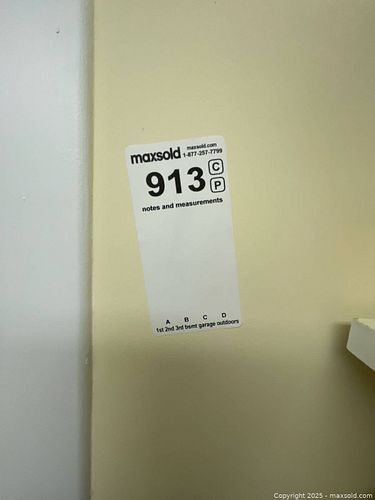 maxsold maxsold.com
1-877-257-7799
913 C
P
notes and measurements
A B C D
1st 2nd 3rd bsmt garage outdoors
Copyright © 2025 - maxsold.com